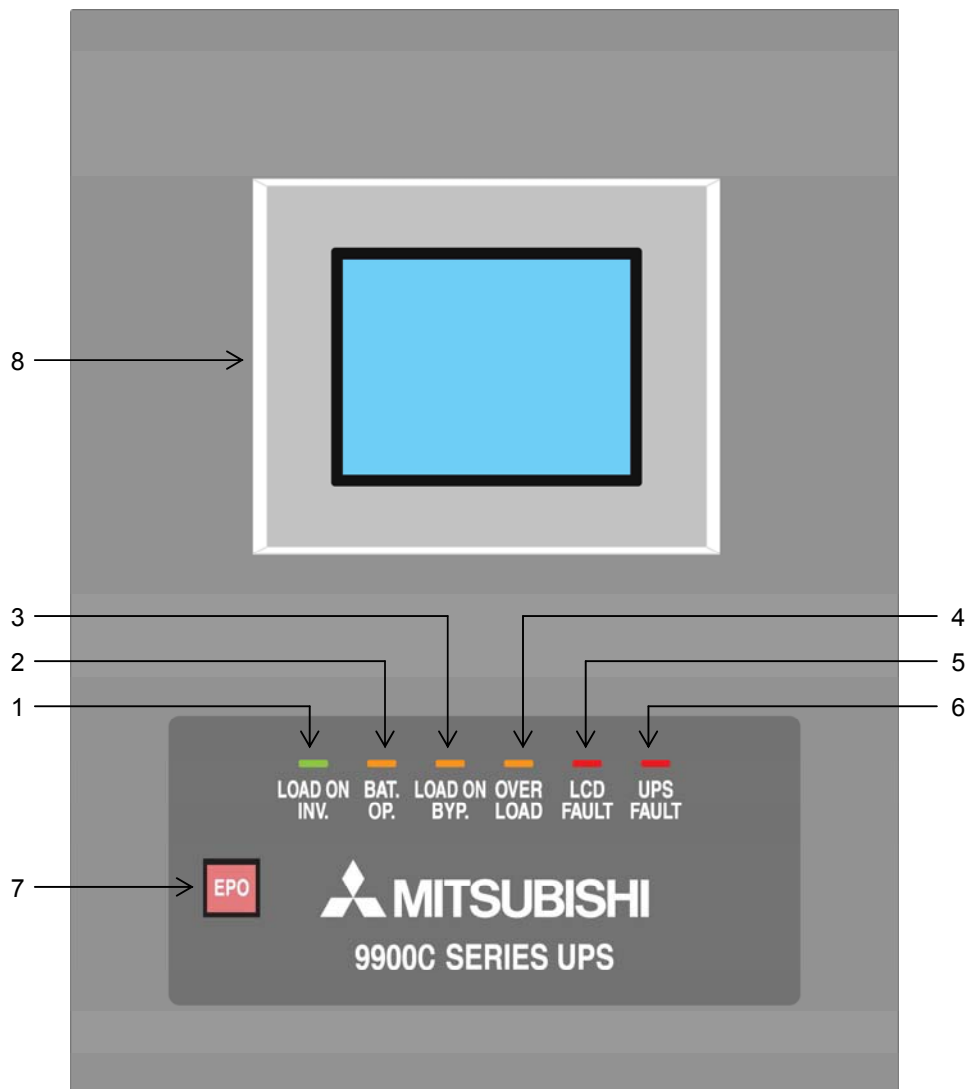 8
3
4
2
5
1
6
LOAD ON INV.
BAT. OP.
LOAD ON BYP.
OVER LOAD
LCD FAULT
UPS FAULT
7
EPO
MITSUBISHI
9900C SERIES UPS